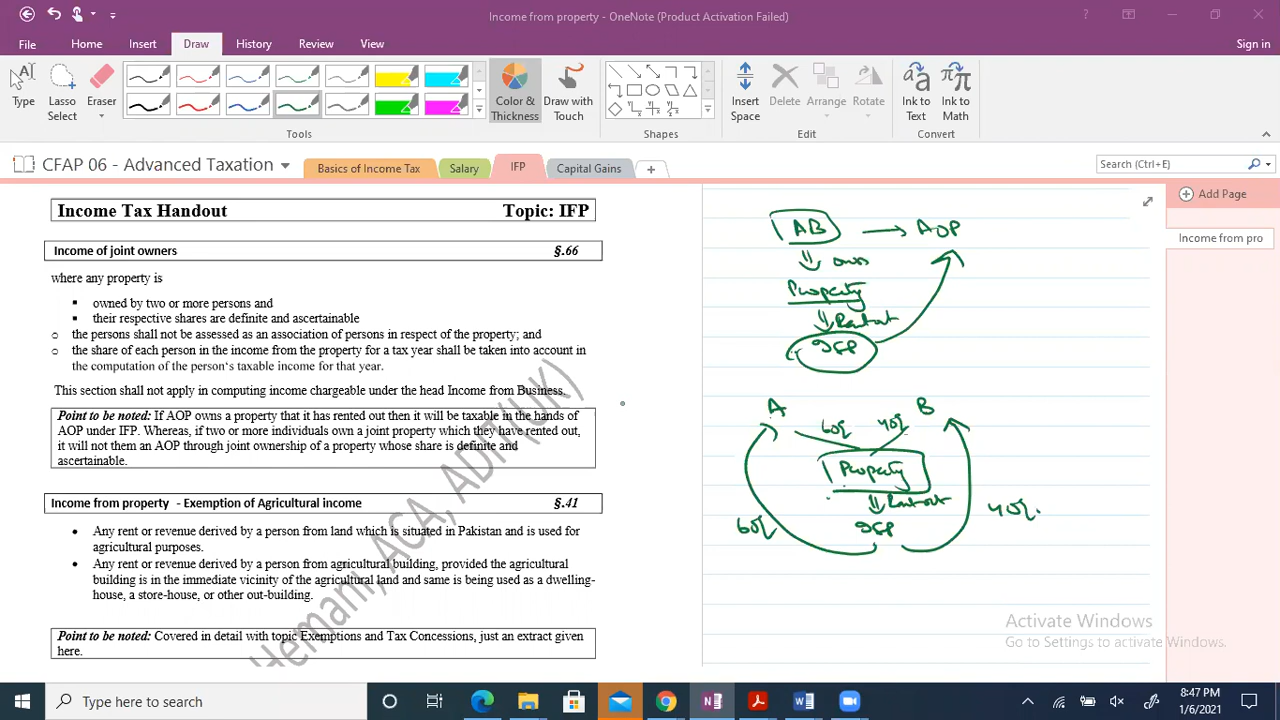 Income from property - OneNote (Product Activation Failed)
File Home Insert Draw History Review View Sign in
Type Lasso Select Eraser Color & Thickness Draw with Touch Insert Space Delete Arrange Rotate Ink to Text Ink to Math
Tools Shapes Edit Convert
CFAP 06 - Advanced Taxation Basics of Income Tax Salary IFP Capital Gains Search (Ctrl+E)
Add Page
Income from pro
Income Tax Handout Topic: IFP
Income of joint owners §.66
where any property is
▪ owned by two or more persons and
▪ their respective shares are definite and ascertainable
o the persons shall not be assessed as an association of persons in respect of the property; and
o the share of each person in the income from the property for a tax year shall be taken into account in
the computation of the person's taxable income for that year.
This section shall not apply in computing income chargeable under the head Income from Business.
Point to be noted: If AOP owns a property that it has rented out then it will be taxable in the hands of
AOP under IFP. Whereas, if two or more individuals own a joint property which they have rented out,
it will not them an AOP through joint ownership of a property whose share is definite and
ascertainable.
Income from property - Exemption of Agricultural income §.41
• Any rent or revenue derived by a person from land which is situated in Pakistan and is used for
agricultural purposes.
• Any rent or revenue derived by a person from agricultural building, provided the agricultural
building is in the immediate vicinity of the agricultural land and same is being used as a dwelling-
house, a store-house, or other out-building.
Point to be noted: Covered in detail with topic Exemptions and Tax Concessions, just an extract given
here.
Hemani, ACA, ADIT(UK)
AB → AOP
owns
Property
Rentout
IFP
A B
60% 40%
Property
Rentout
IFP
60% 40%
Activate Windows
Go to Settings to activate Windows.
Type here to search
8:47 PM
1/6/2021